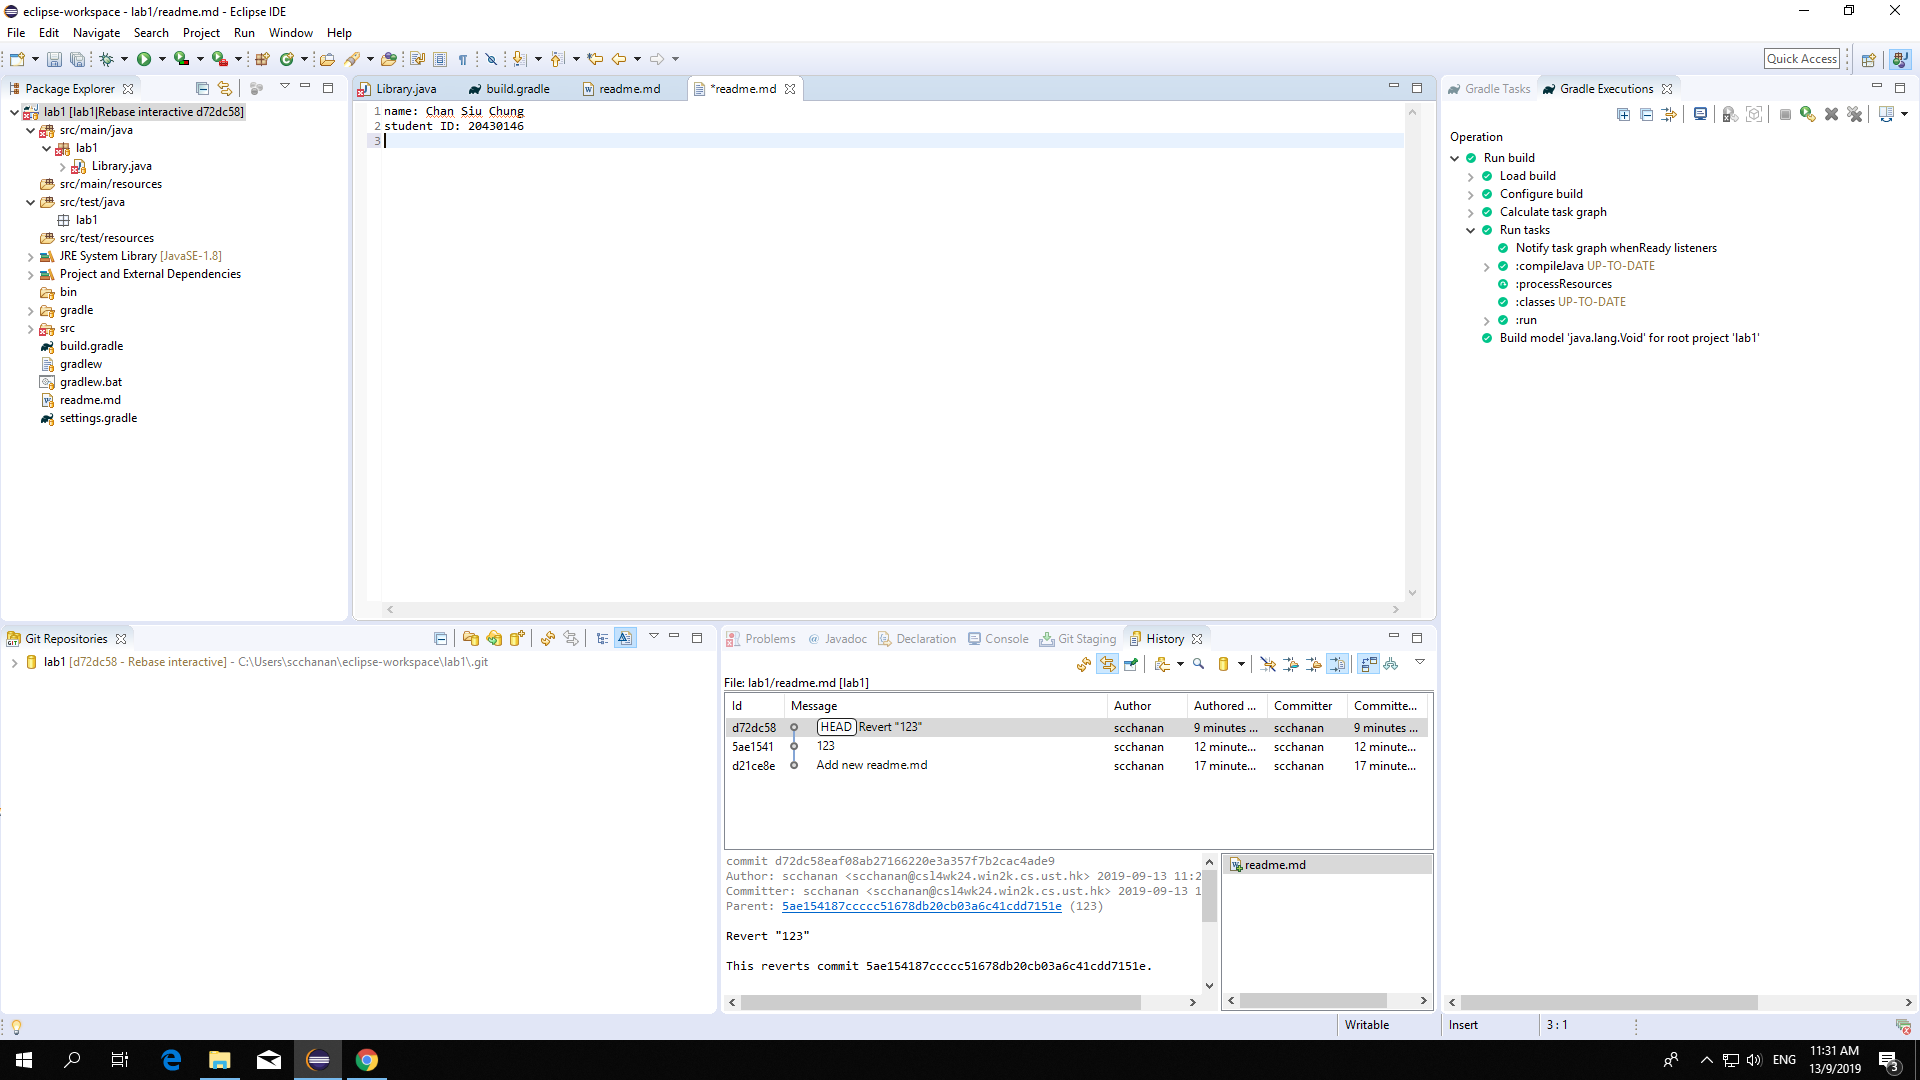 eclipse-workspace - lab1/readme.md - Eclipse IDE
File Edit Navigate Search Project Run Window Help
Quick Access
Package Explorer
lab1 [lab1|Rebase interactive d72dc58]
src/main/java
lab1
Library.java
src/main/resources
src/test/java
lab1
src/test/resources
JRE System Library [JavaSE-1.8]
Project and External Dependencies
bin
gradle
src
build.gradle
gradlew
gradlew.bat
readme.md
settings.gradle
Library.java build.gradle readme.md *readme.md
1 name: Chan Siu Chung
2 student ID: 20430146
3
Gradle Tasks Gradle Executions
Operation
Run build
Load build
Configure build
Calculate task graph
Run tasks
Notify task graph whenReady listeners
:compileJava UP-TO-DATE
:processResources
:classes UP-TO-DATE
:run
Build model 'java.lang.Void' for root project 'lab1'
Git Repositories
lab1 [d72dc58 - Rebase interactive] - C:\Users\scchanan\eclipse-workspace\lab1\.git
Problems Javadoc Declaration Console Git Staging History
File: lab1/readme.md [lab1]
Id Message Author Authored ... Committer Committe...
d72dc58 HEAD Revert "123" scchanan 9 minutes ... scchanan 9 minutes ...
5ae1541 123 scchanan 12 minute... scchanan 12 minute...
d21ce8e Add new readme.md scchanan 17 minute... scchanan 17 minute...
commit d72dc58eaf08ab27166220e3a357f7b2cac4ade9
Author: scchanan <scchanan@csl4wk24.win2k.cs.ust.hk> 2019-09-13 11:2
Committer: scchanan <scchanan@csl4wk24.win2k.cs.ust.hk> 2019-09-13 1
Parent: 5ae154187ccccc51678db20cb03a6c41cdd7151e (123)
Revert "123"
This reverts commit 5ae154187ccccc51678db20cb03a6c41cdd7151e.
readme.md
Writable Insert 3 : 1
ENG
11:31 AM
13/9/2019
3